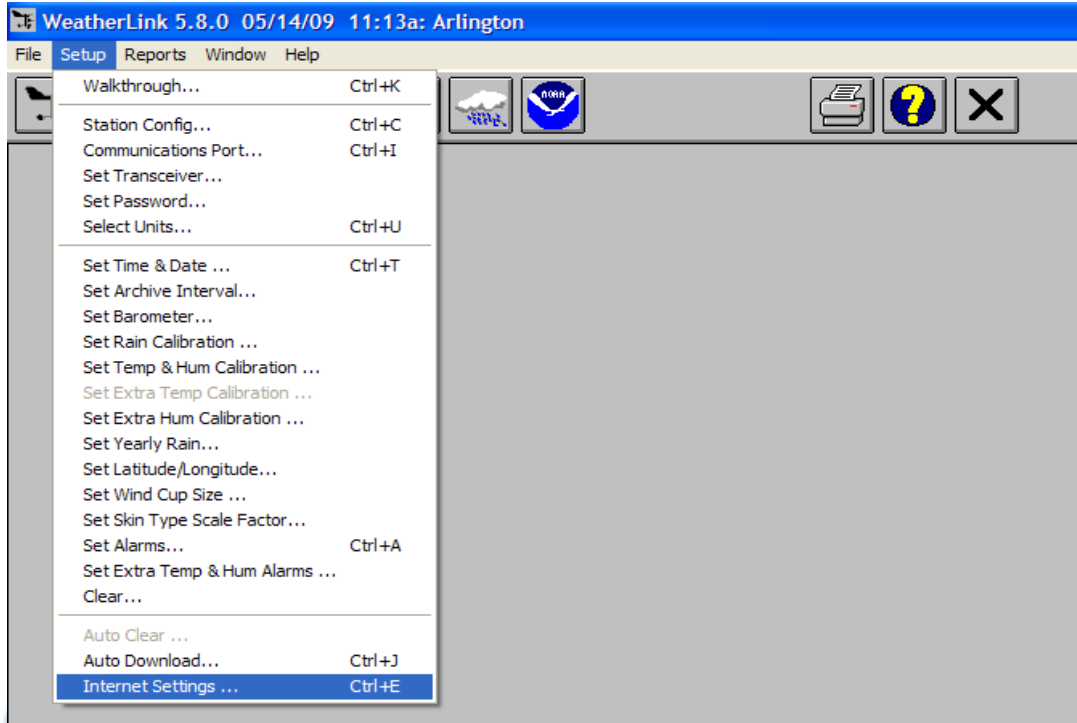 WeatherLink 5.8.0 05/14/09 11:13a: Arlington
File Setup Reports Window Help
Walkthrough... Ctrl+K
NOAA
Station Config... Ctrl+C
Communications Port... Ctrl+I
Set Transceiver...
Set Password...
Select Units... Ctrl+U
Set Time & Date ... Ctrl+T
Set Archive Interval...
Set Barometer...
Set Rain Calibration ...
Set Temp & Hum Calibration ...
Set Extra Temp Calibration ...
Set Extra Hum Calibration ...
Set Yearly Rain...
Set Latitude/Longitude...
Set Wind Cup Size ...
Set Skin Type Scale Factor...
Set Alarms... Ctrl+A
Set Extra Temp & Hum Alarms ...
Clear...
Auto Clear ...
Auto Download... Ctrl+J
Internet Settings ... Ctrl+E